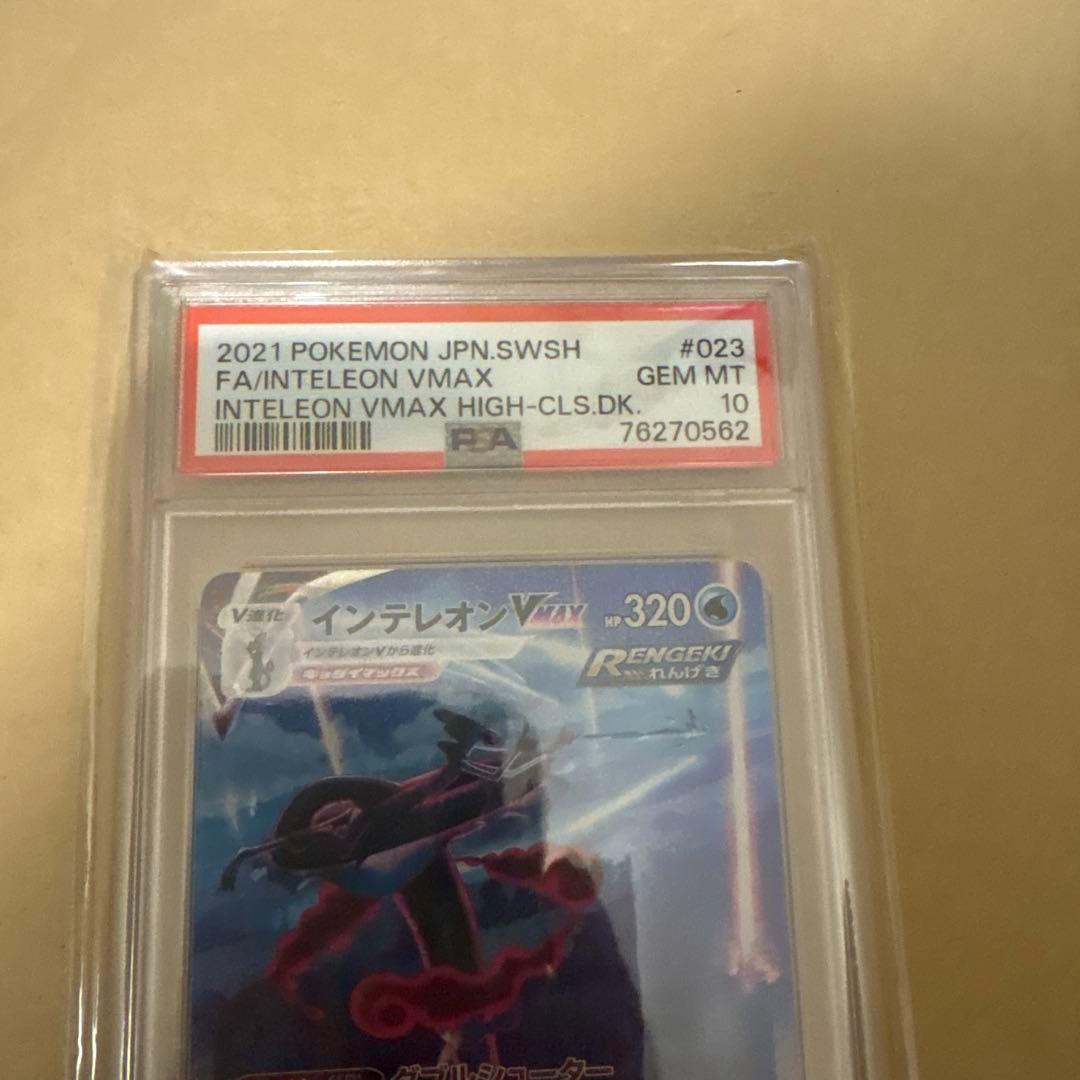 2021 POKEMON JPN.SWSH #023
FA/INTELEON VMAX GEM MT
INTELEON VMAX HIGH-CLS.DK. 10
PSA 76270562
V進化 インテレオンVMAX HP 320
インテレオンVから進化
キョダイマックス
RENGEKI
れんげき
ダブルシューター